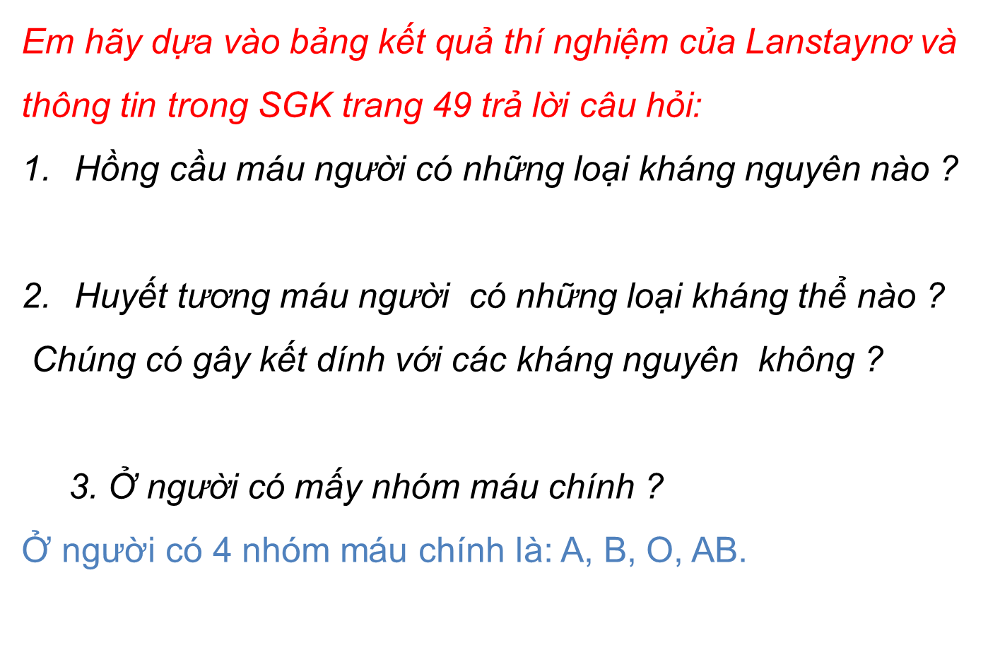 Em hãy dựa vào bảng kết quả thí nghiệm của Lanstaynơ và
thông tin trong SGK trang 49 trả lời câu hỏi:
1. Hồng cầu máu người có những loại kháng nguyên nào ?
2. Huyết tương máu người có những loại kháng thể nào ?
Chúng có gây kết dính với các kháng nguyên không ?
3. Ở người có mấy nhóm máu chính ?
Ở người có 4 nhóm máu chính là: A, B, O, AB.